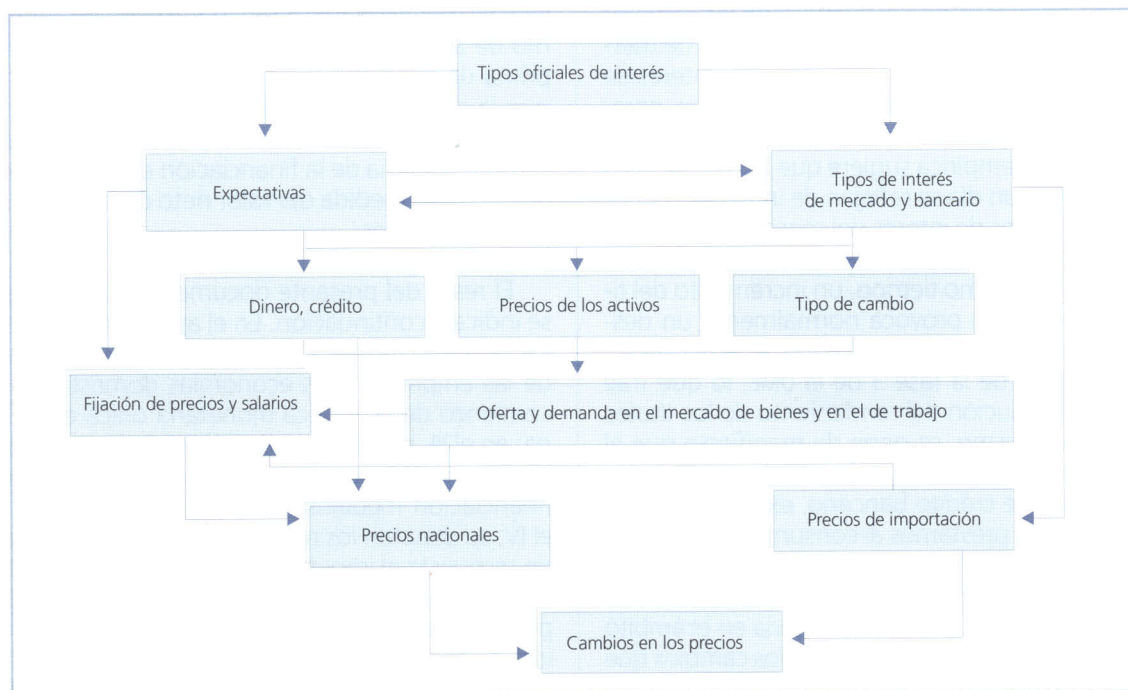 Tipos oficiales de interés
Expectativas
Tipos de interés
de mercado y bancario
Dinero, crédito
Precios de los activos
Tipo de cambio
Fijación de precios y salarios
Oferta y demanda en el mercado de bienes y en el de trabajo
Precios nacionales
Precios de importación
Cambios en los precios